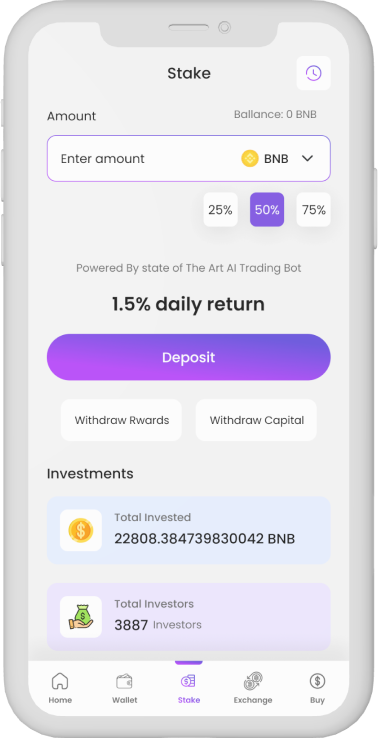 Stake
Amount
Ballance: 0 BNB
Enter amount
BNB
25%
50%
75%
Powered By state of The Art AI Trading Bot
1.5% daily return
Deposit
Withdraw Rwards
Withdraw Capital
Investments
Total Invested
22808.384739830042 BNB
Total Investors
3887 Investors
Home
Wallet
Stake
Exchange
Buy